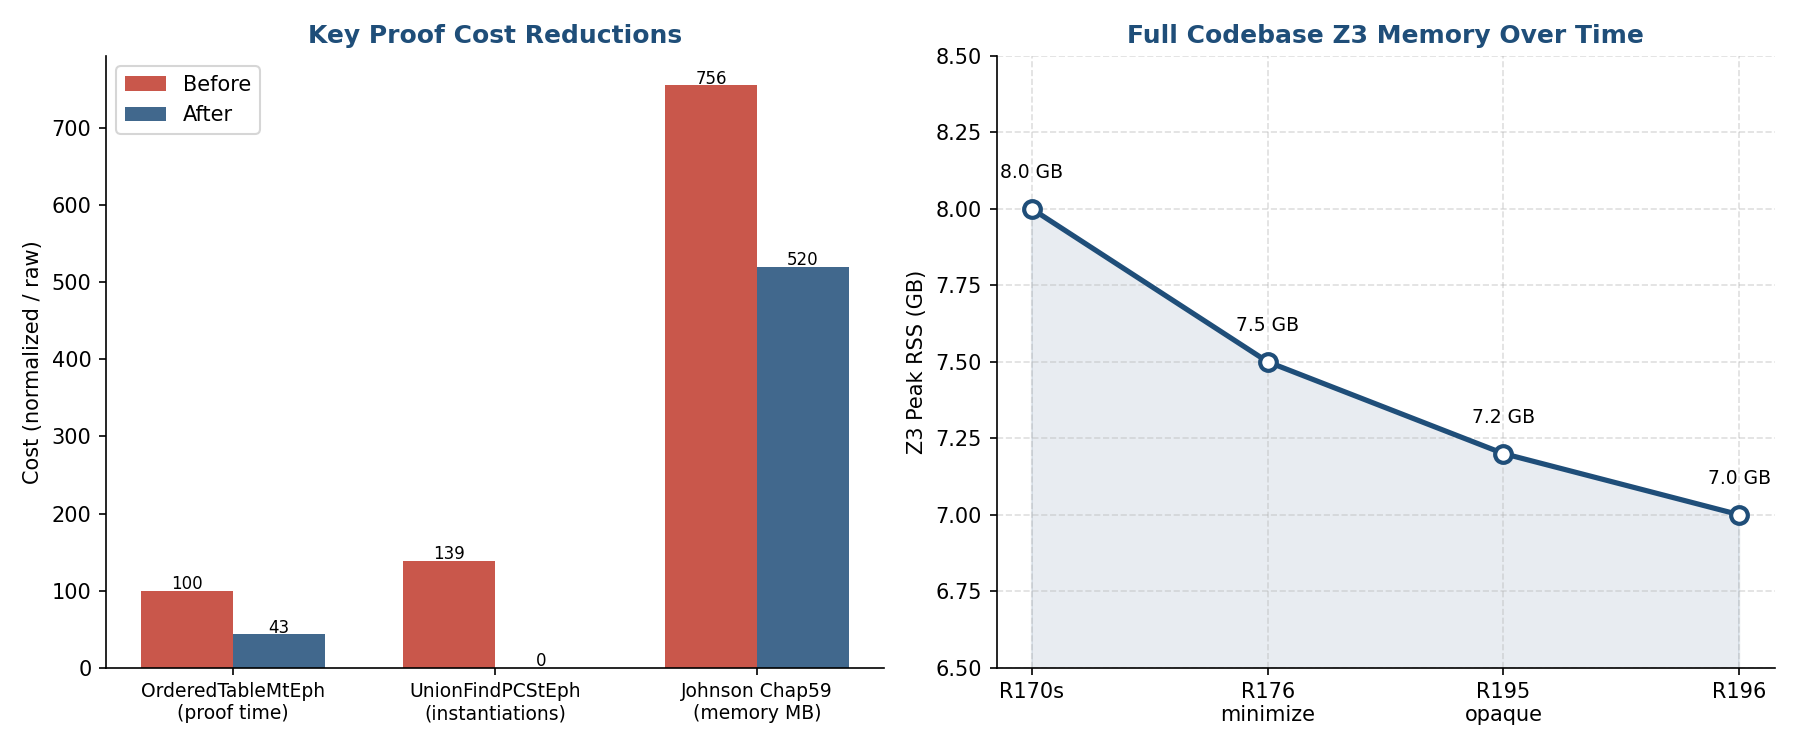 Key Proof Cost Reductions
Before
After
Cost (normalized / raw)
700
600
500
400
300
200
100
0
100
43
139
0
756
520
OrderedTableMtEph
(proof time)
UnionFindPCStEph
(instantiations)
Johnson Chap59
(memory MB)
Full Codebase Z3 Memory Over Time
Z3 Peak RSS (GB)
8.50
8.25
8.00
7.75
7.50
7.25
7.00
6.75
6.50
8.0 GB
7.5 GB
7.2 GB
7.0 GB
R170s
R176
minimize
R195
opaque
R196